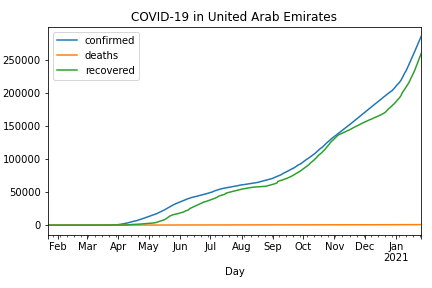 COVID-19 in United Arab Emirates
confirmed
deaths
recovered
250000
200000
150000
100000
50000
0
Feb Mar Apr May Jun Jul Aug Sep Oct Nov Dec Jan
2021
Day